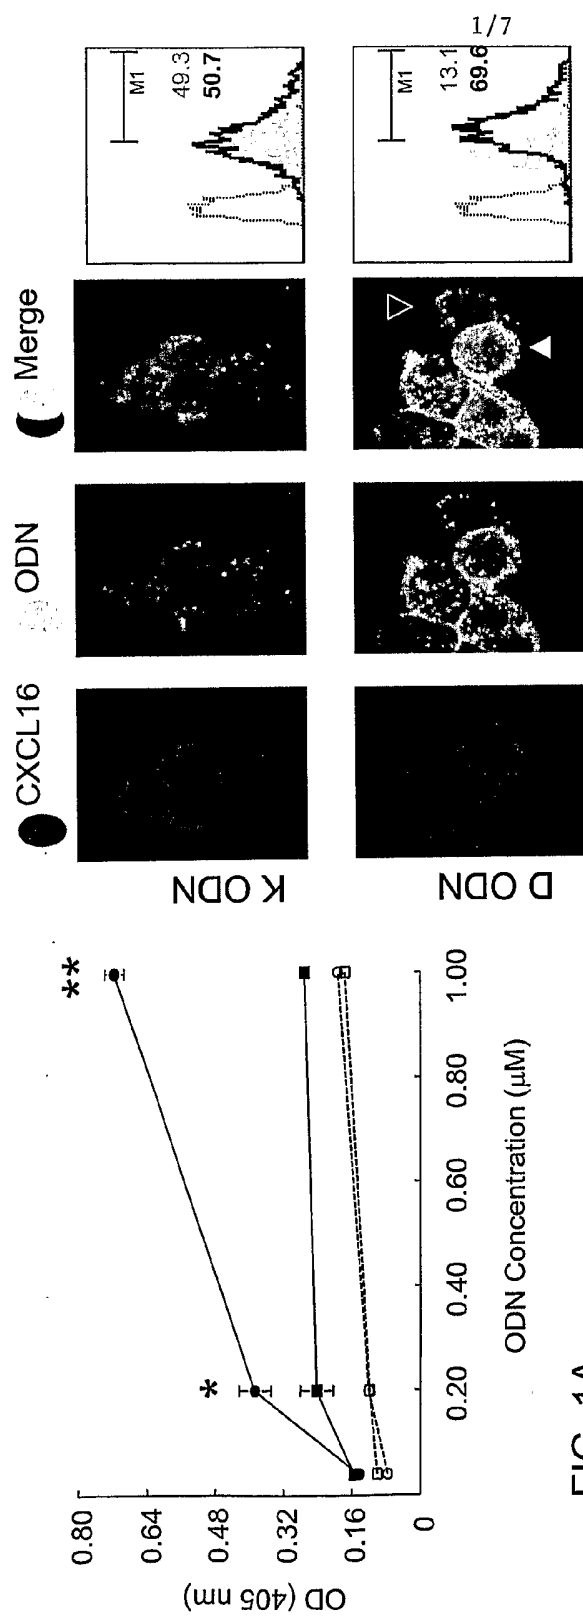 1/7
0.80
0.64
0.48
0.32
0.16
0
OD (405 nm)
*
**
0.20
0.40
0.60
0.80
1.00
ODN Concentration (µM)
CXCL16
ODN
Merge
K ODN
M1
49.3
50.7
D ODN
M1
13.1
69.6
FIG. 1A